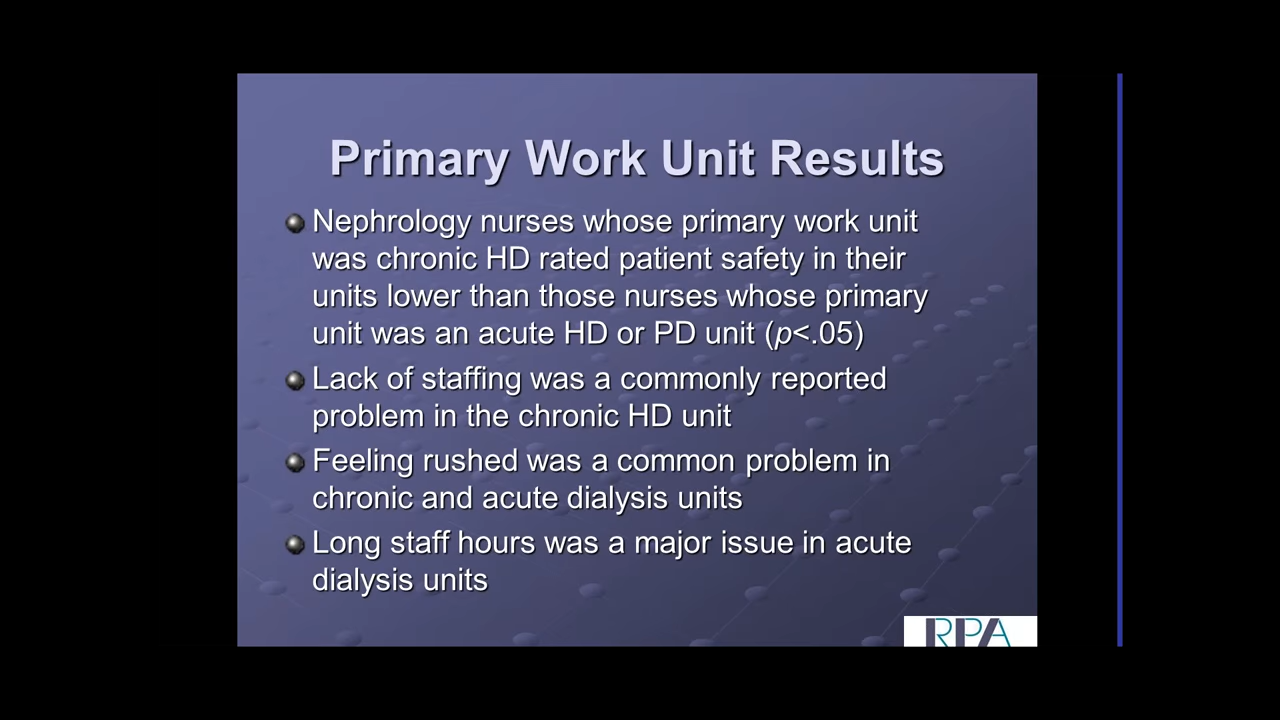 Primary Work Unit Results
Nephrology nurses whose primary work unit
was chronic HD rated patient safety in their
units lower than those nurses whose primary
unit was an acute HD or PD unit (p<.05)
Lack of staffing was a commonly reported
problem in the chronic HD unit
Feeling rushed was a common problem in
chronic and acute dialysis units
Long staff hours was a major issue in acute
dialysis units
RPA